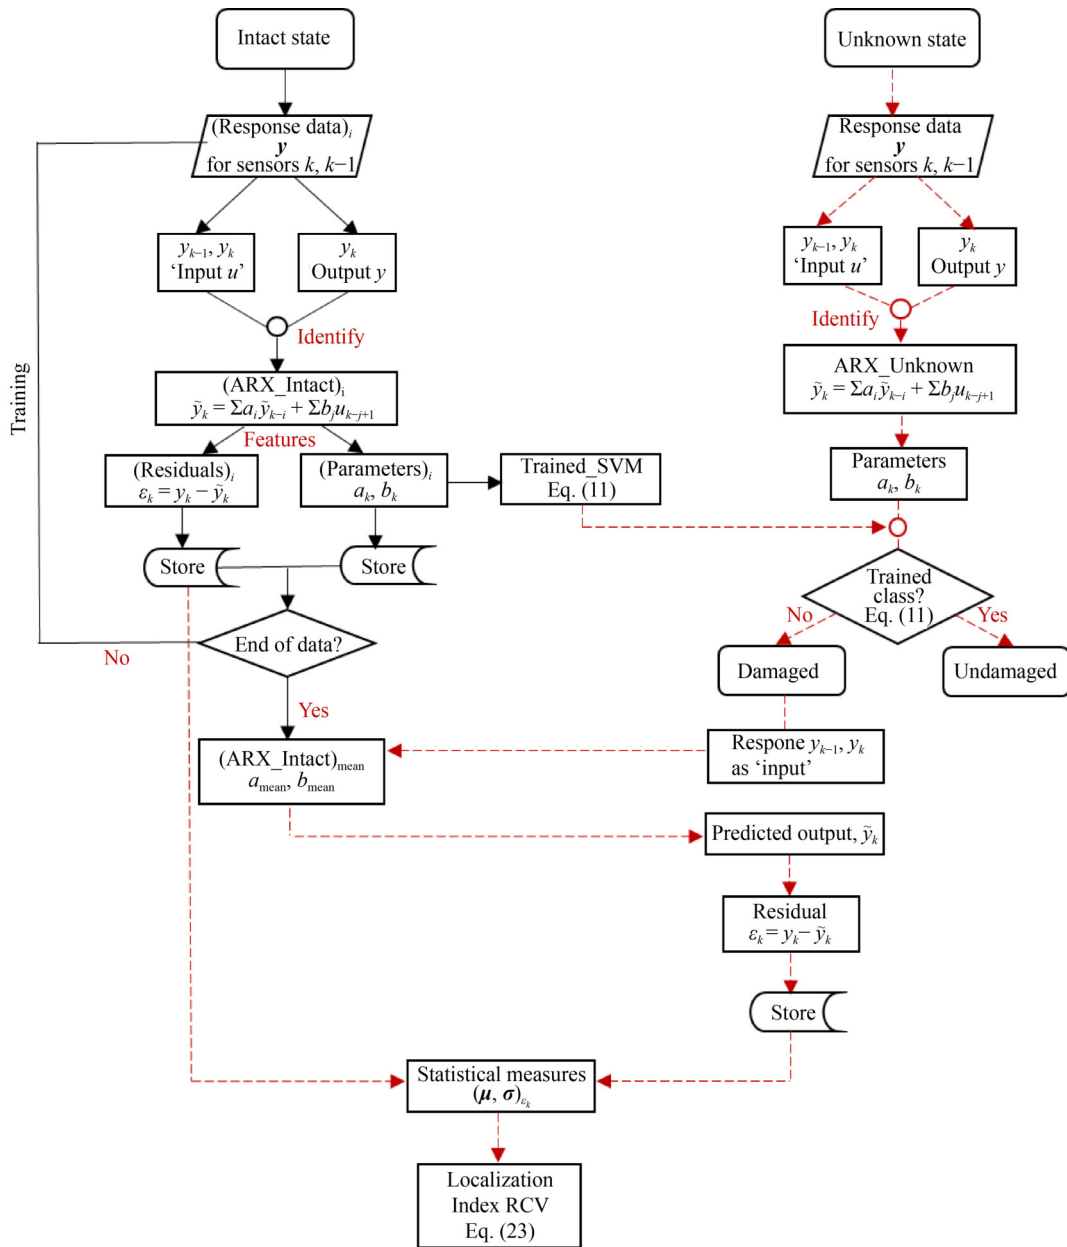 Intact state
(Response data)i
y
for sensors k, k−1
yk−1, yk
‘Input u’
yk
Output y
Identify
Training
(ARX_Intact)i
ỹk = Σaiỹk−i + Σbjuk−j+1
Features
(Residuals)i
εk = yk − ỹk
(Parameters)i
ak, bk
Trained_SVM
Eq. (11)
Store
Store
End of data?
No
Yes
(ARX_Intact)mean
amean, bmean
Unknown state
Response data
y
for sensors k, k−1
yk−1, yk
‘Input u’
yk
Output y
Identify
ARX_Unknown
ỹk = Σaiỹk−i + Σbjuk−j+1
Parameters
ak, bk
Trained
class?
Eq. (11)
No
Yes
Damaged
Undamaged
Respone yk−1, yk
as ‘input’
Predicted output, ỹk
Residual
εk = yk − ỹk
Store
Statistical measures
(μ, σ)εk
Localization
Index RCV
Eq. (23)